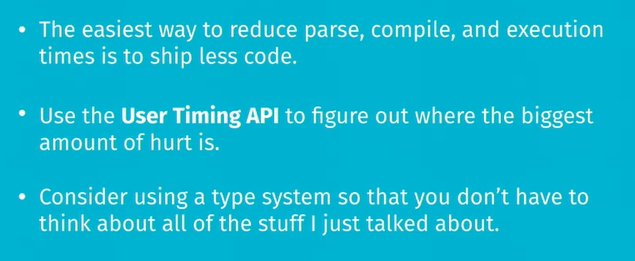 • The easiest way to reduce parse, compile, and execution
times is to ship less code.
• Use the User Timing API to figure out where the biggest
amount of hurt is.
• Consider using a type system so that you don’t have to
think about all of the stuff I just talked about.